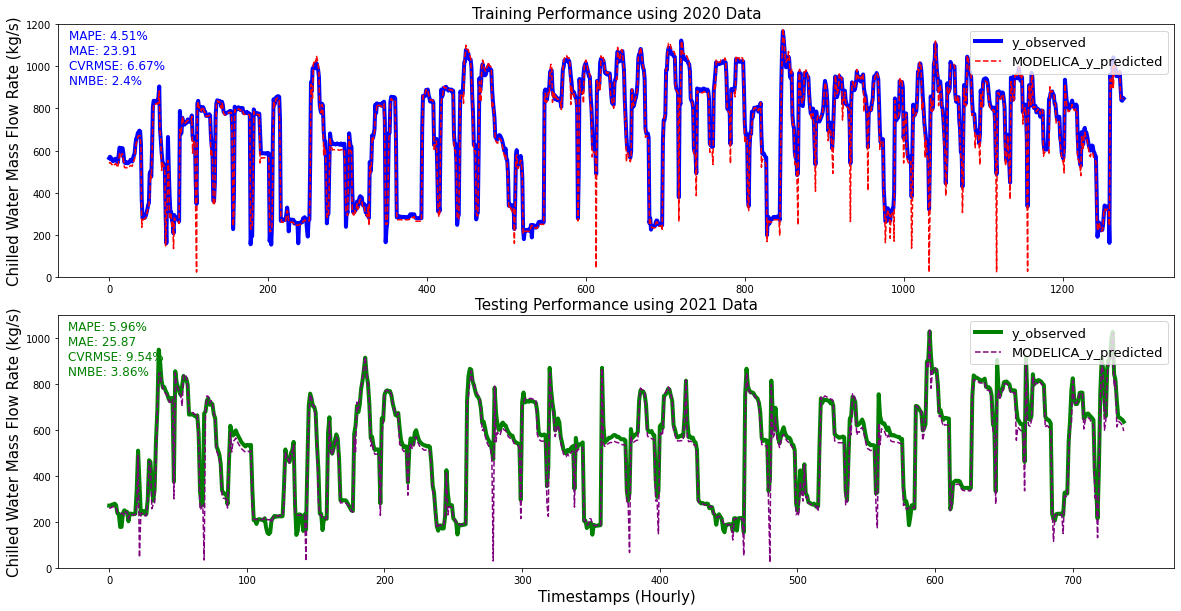 Training Performance using 2020 Data
Chilled Water Mass Flow Rate (kg/s)
1200
1000
800
600
400
200
0
MAPE: 4.51%
MAE: 23.91
CVRMSE: 6.67%
NMBE: 2.4%
y_observed
MODELICA_y_predicted
0 200 400 600 800 1000 1200
Testing Performance using 2021 Data
Chilled Water Mass Flow Rate (kg/s)
1000
800
600
400
200
0
MAPE: 5.96%
MAE: 25.87
CVRMSE: 9.54%
NMBE: 3.86%
y_observed
MODELICA_y_predicted
0 100 200 300 400 500 600 700
Timestamps (Hourly)